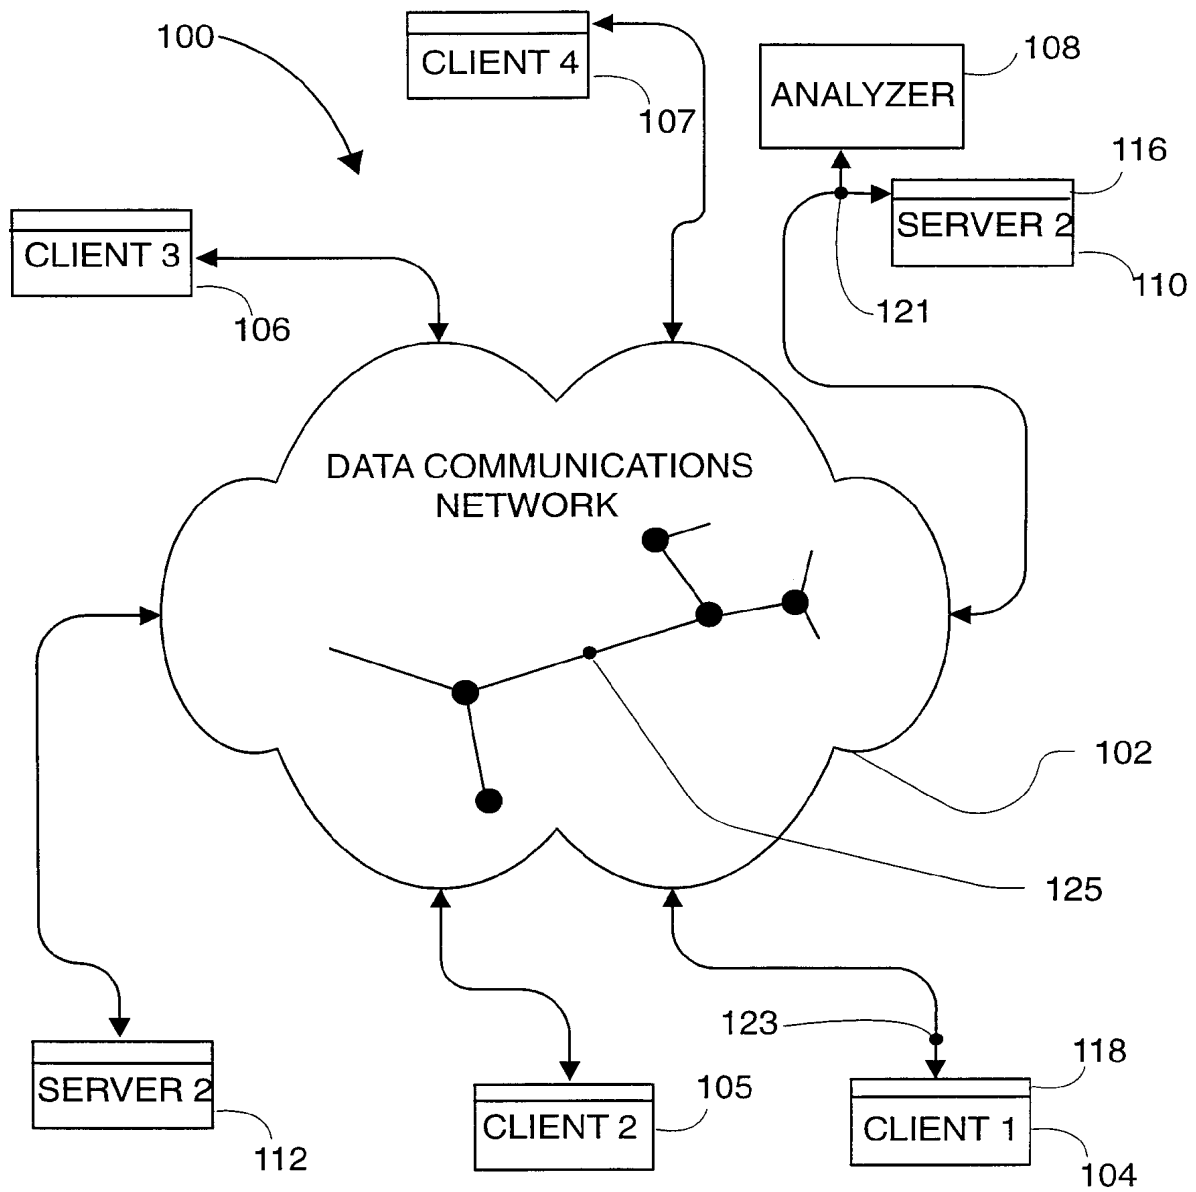 100
CLIENT 4
107
ANALYZER
108
116
SERVER 2
110
121
CLIENT 3
106
DATA COMMUNICATIONS
NETWORK
102
125
123
118
CLIENT 1
104
105
CLIENT 2
SERVER 2
112